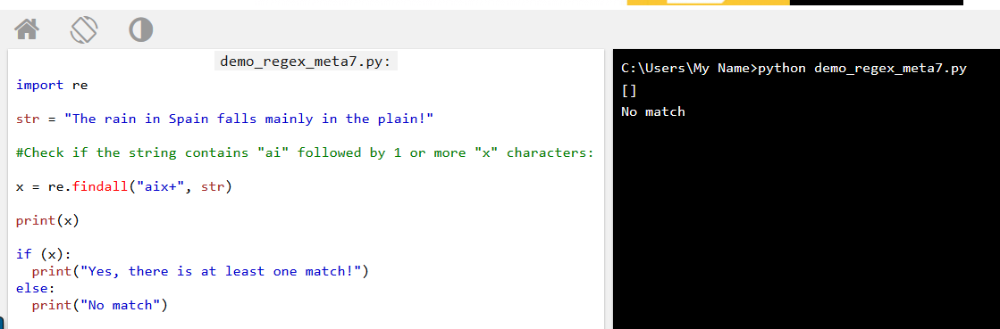 demo_regex_meta7.py:
import re
str = "The rain in Spain falls mainly in the plain!"
#Check if the string contains "ai" followed by 1 or more "x" characters:
x = re.findall("aix+", str)
print(x)
if (x):
  print("Yes, there is at least one match!")
else:
  print("No match")
C:\Users\My Name>python demo_regex_meta7.py
[]
No match